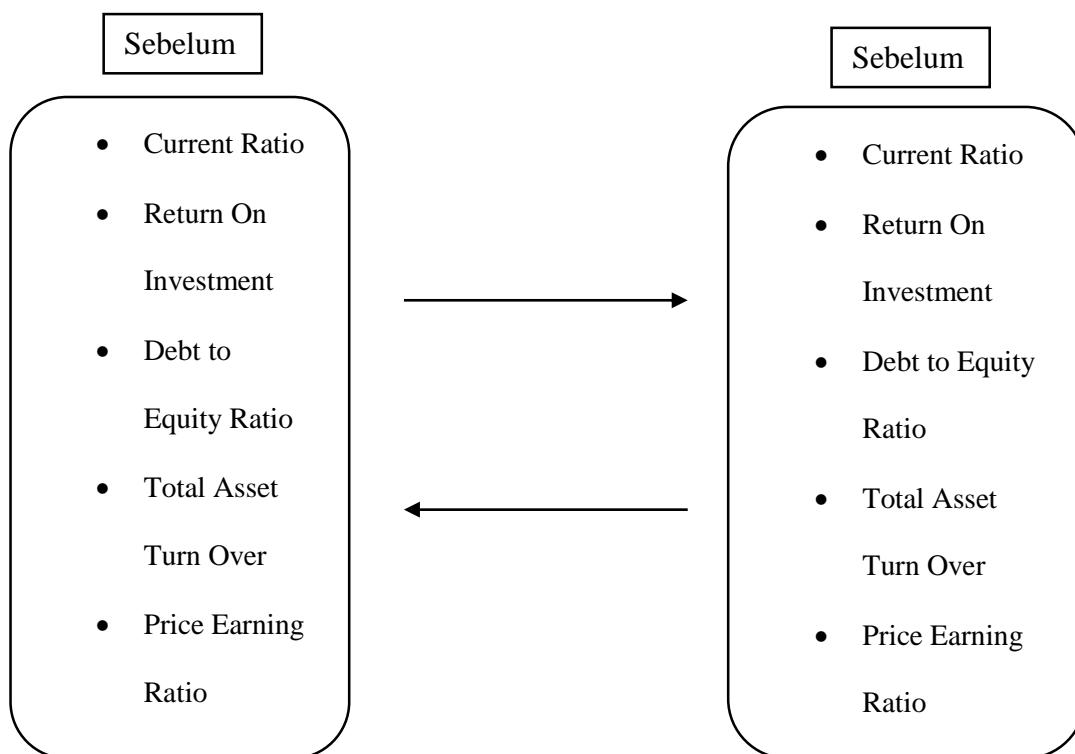 Sebelum
• Current Ratio
• Return On
Investment
• Debt to
Equity Ratio
• Total Asset
Turn Over
• Price Earning
Ratio
Sebelum
• Current Ratio
• Return On
Investment
• Debt to Equity
Ratio
• Total Asset
Turn Over
• Price Earning
Ratio